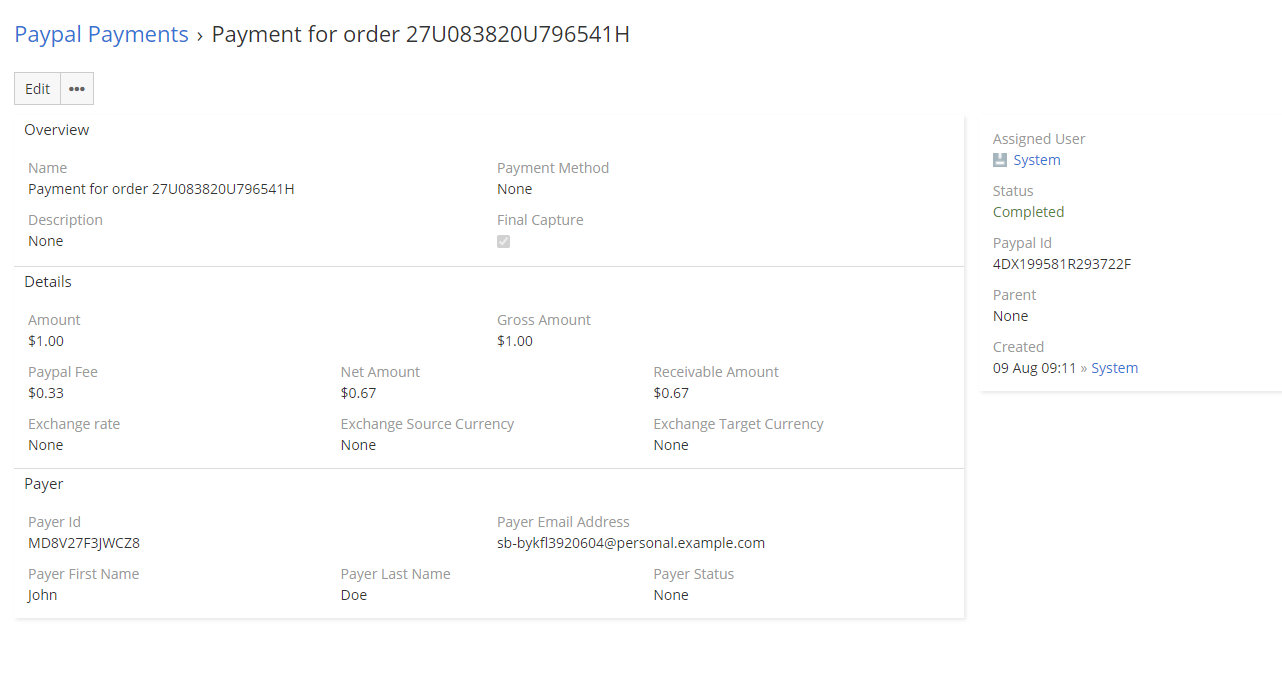 Paypal Payments › Payment for order 27U083820U796541H
Edit •••
Overview
Name Payment Method
Payment for order 27U083820U796541H None
Description Final Capture
None
Details
Amount Gross Amount
$1.00 $1.00
Paypal Fee Net Amount Receivable Amount
$0.33 $0.67 $0.67
Exchange rate Exchange Source Currency Exchange Target Currency
None None None
Payer
Payer Id Payer Email Address
MD8V27F3JWCZ8 sb-bykfl3920604@personal.example.com
Payer First Name Payer Last Name Payer Status
John Doe None
Assigned User
System
Status
Completed
Paypal Id
4DX199581R293722F
Parent
None
Created
09 Aug 09:11 » System